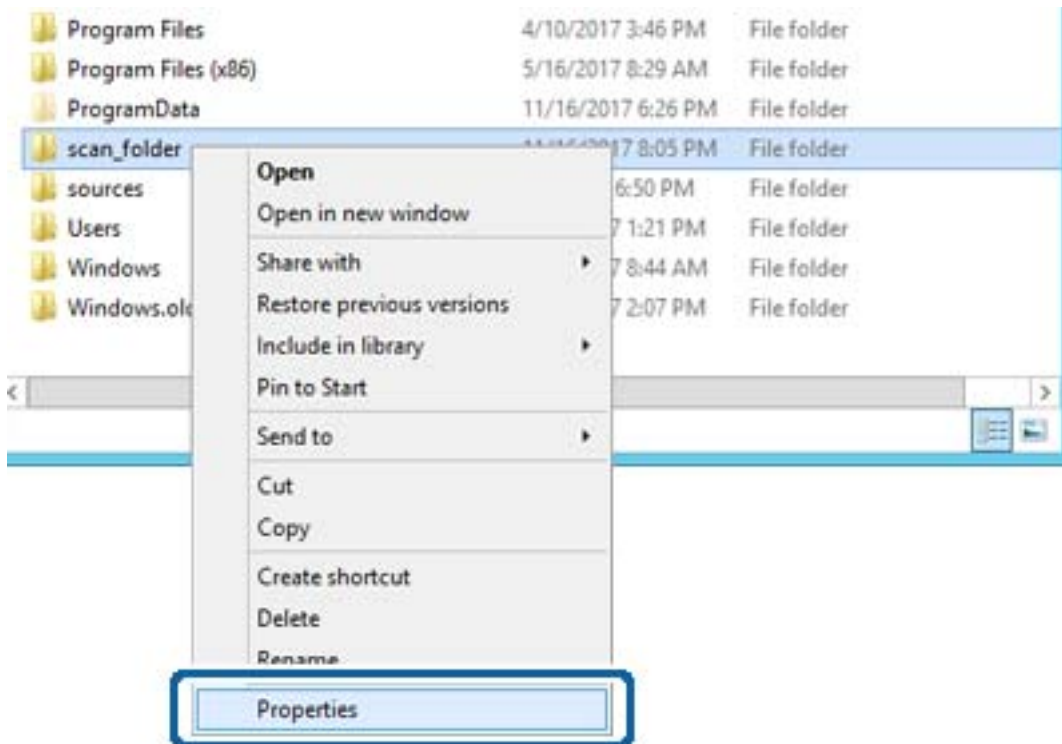 Program Files 4/10/2017 3:46 PM File folder
Program Files (x86) 5/16/2017 8:29 AM File folder
ProgramData 11/16/2017 6:26 PM File folder
scan_folder 8:05 PM File folder
sources 6:50 PM File folder
Users 1:21 PM File folder
Windows 8:44 AM File folder
Windows.old 2:07 PM File folder
Open
Open in new window
Share with
Restore previous versions
Include in library
Pin to Start
Send to
Cut
Copy
Create shortcut
Delete
Rename
Properties